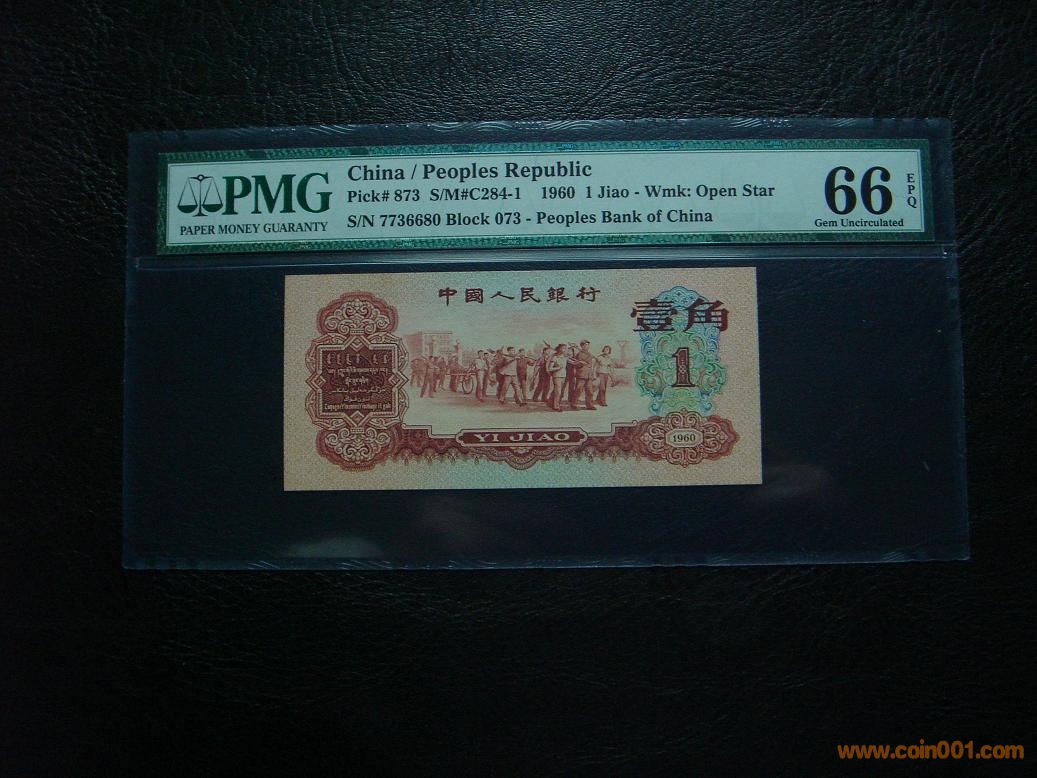 PMG
PAPER MONEY GUARANTY
China / Peoples Republic
Pick# 873 S/M#C284-1 1960 1 Jiao - Wmk: Open Star
S/N 7736680 Block 073 - Peoples Bank of China
66
EPQ
Gem Uncirculated
中國人民銀行
壹角
1
YI JIAO
1960
www.coin001.com